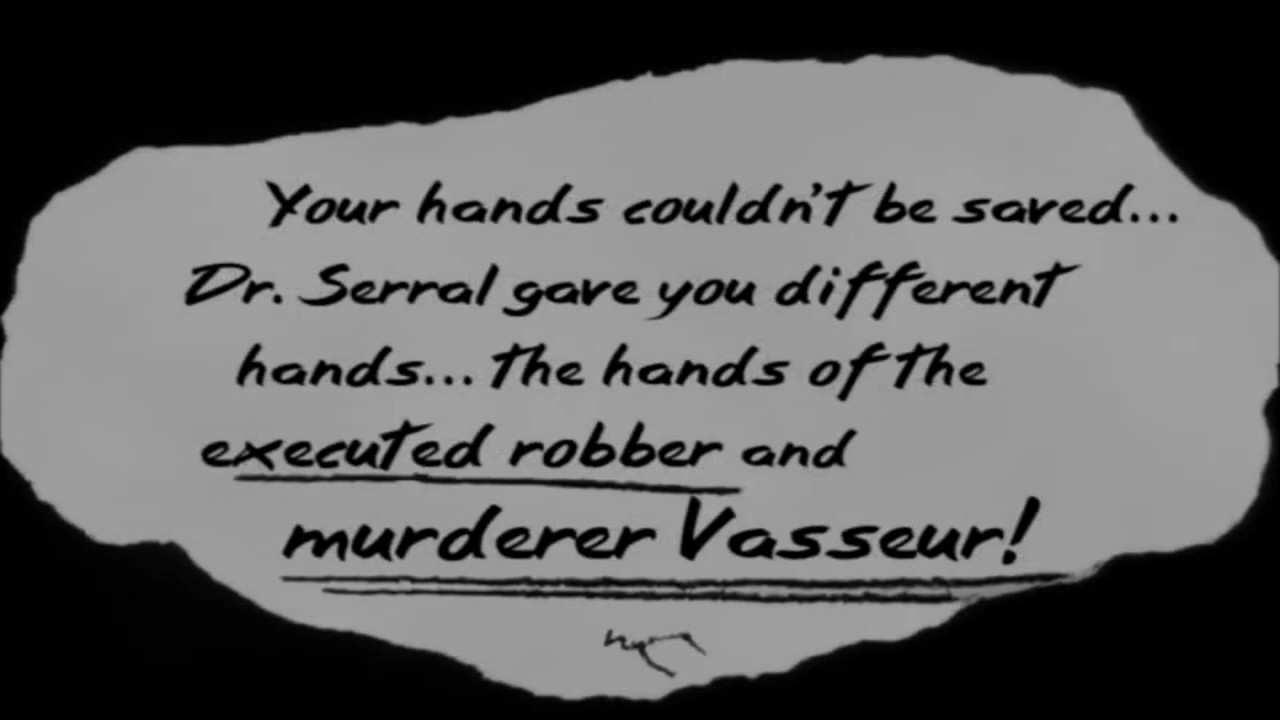 Your hands couldn't be saved...
Dr. Serral gave you different
hands... the hands of the
executed robber and
murderer Vasseur!